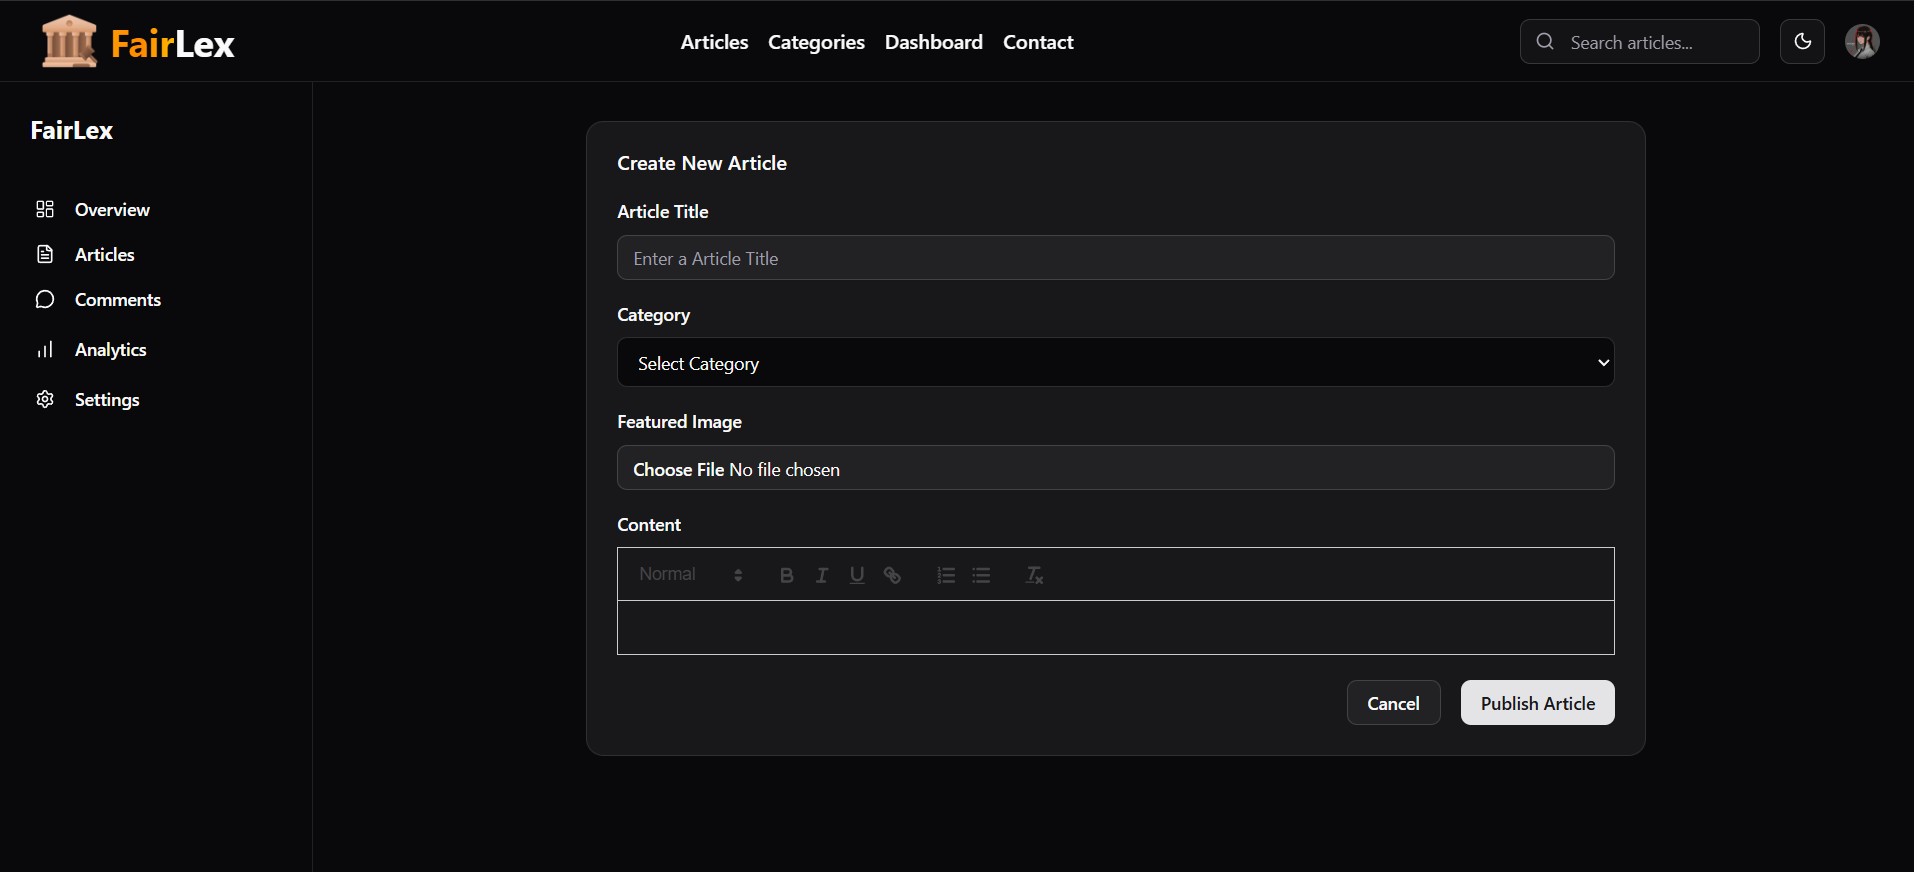 FairLex
Articles Categories Dashboard Contact
Search articles...
FairLex
Overview
Articles
Comments
Analytics
Settings
Create New Article
Article Title
Enter a Article Title
Category
Select Category
Featured Image
Choose File No file chosen
Content
Normal B I U
Cancel Publish Article